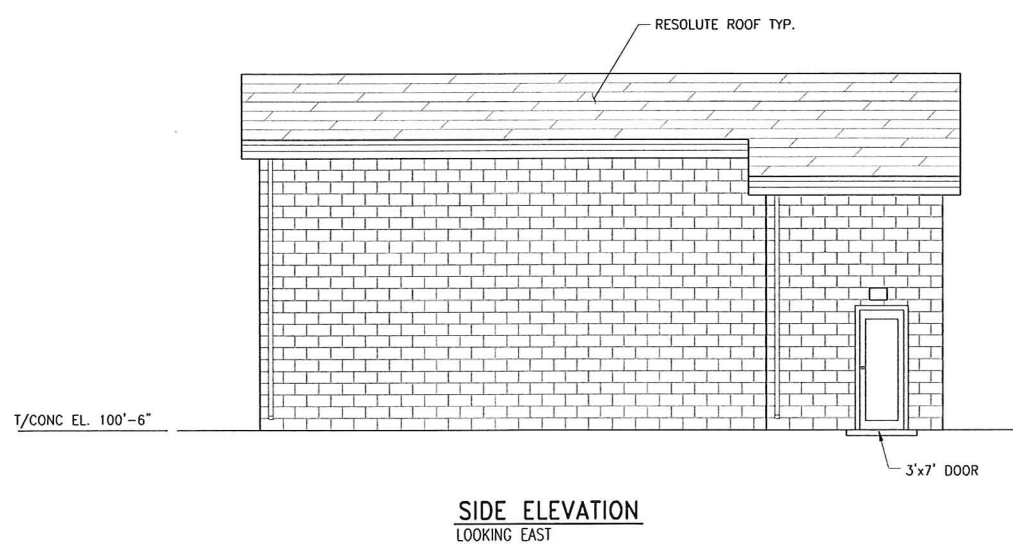 RESOLUTE ROOF TYP.
T/CONC EL. 100'-6"
3'x7' DOOR
SIDE ELEVATION
LOOKING EAST